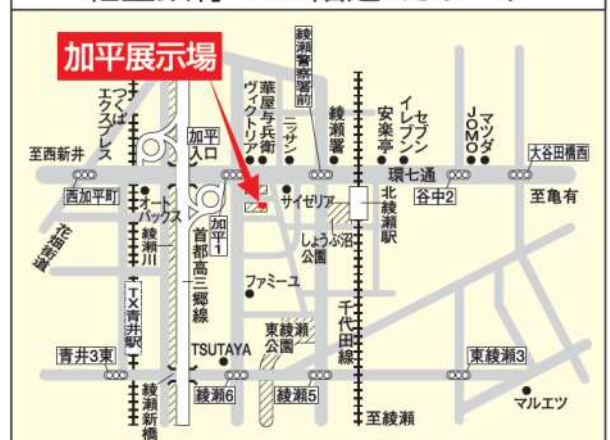 加平展示場
つくば
エクスプレス
加平
入口
ヴィクトリア
華屋与兵衛
ニッサン
綾瀬警察署前
綾瀬署
安楽亭
セブン
イレブン
JOMO
マツダ
大谷田橋西
至西新井
環七通
西加平町
オート
バックス
加平1
サイゼリア
北綾瀬駅
谷中2
至亀有
花畑街道
綾瀬川
首都高三郷線
しょうぶ沼
公園
ファミーユ
TX青井駅
千代田線
東綾瀬
公園
TSUTAYA
青井3東
綾瀬新橋
綾瀬6
綾瀬5
東綾瀬3
至綾瀬
マルエツ